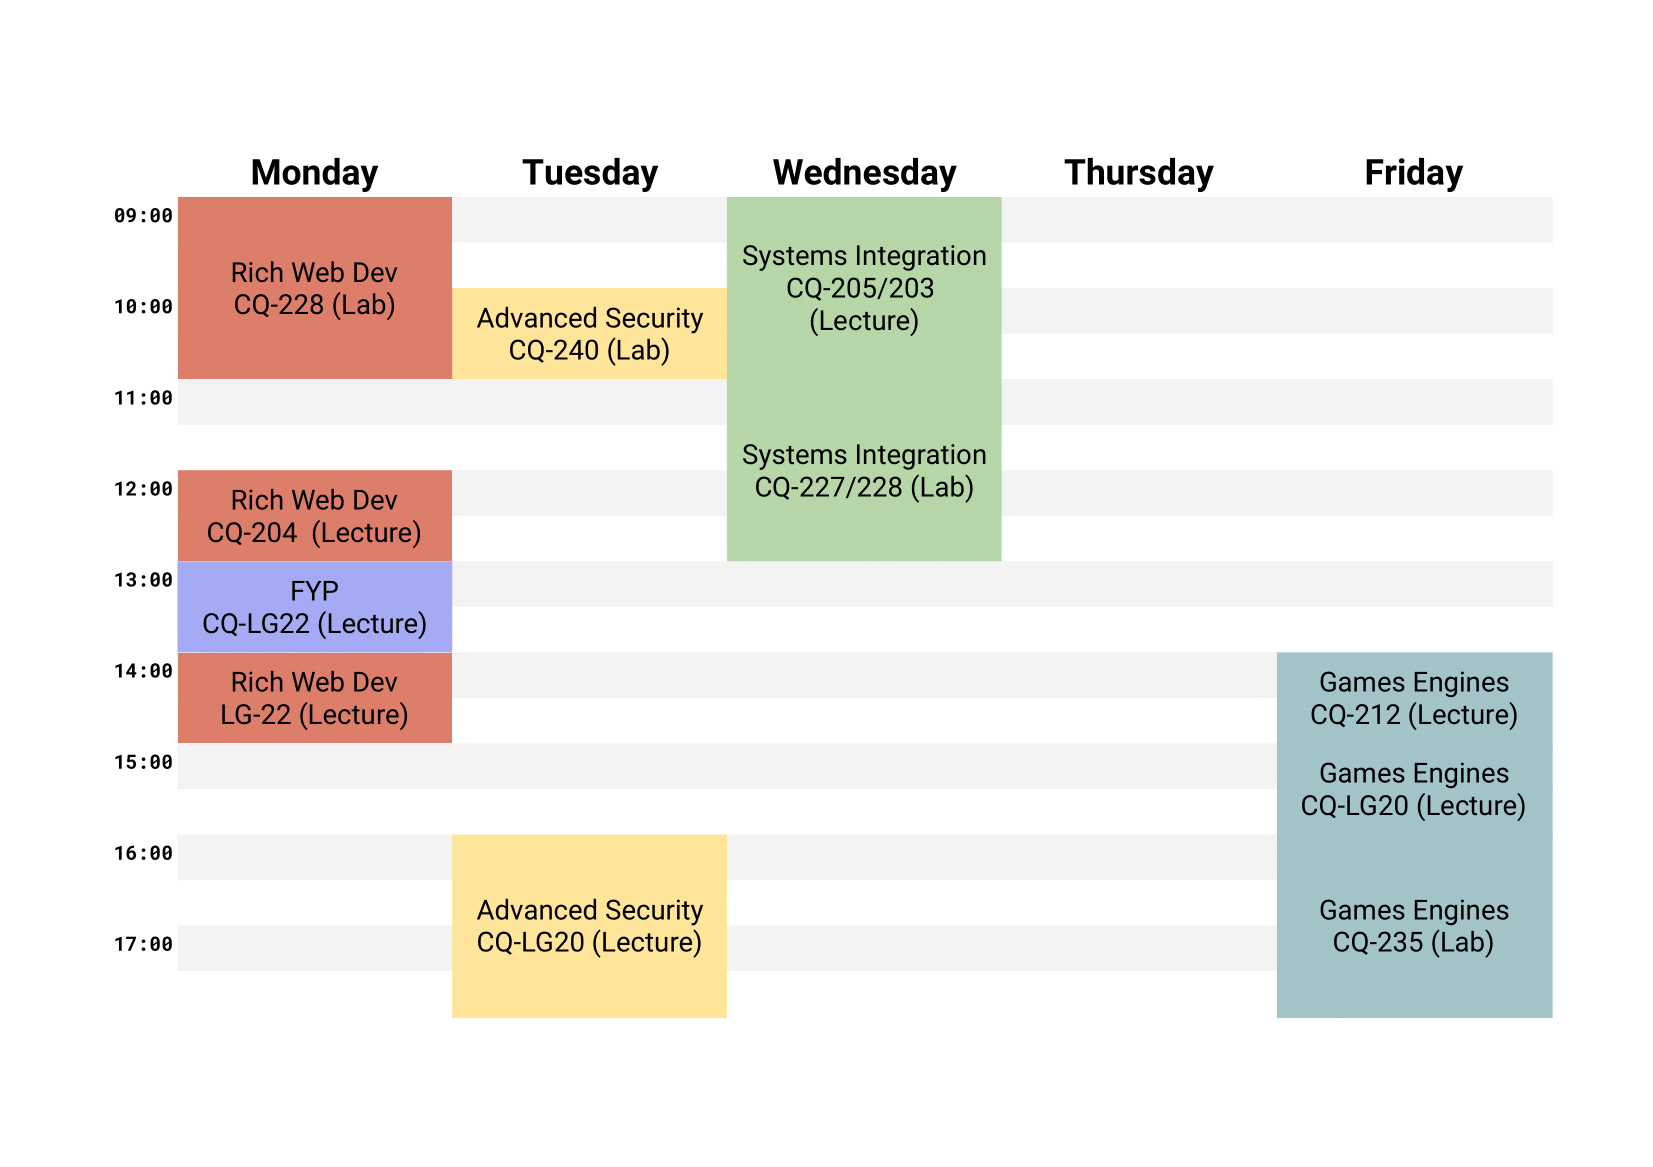 Monday Tuesday Wednesday Thursday Friday
09:00
Rich Web Dev
CQ-228 (Lab)
Systems Integration
CQ-205/203
(Lecture)
10:00
Advanced Security
CQ-240 (Lab)
11:00
Systems Integration
CQ-227/228 (Lab)
12:00
Rich Web Dev
CQ-204  (Lecture)
13:00
FYP
CQ-LG22 (Lecture)
14:00
Rich Web Dev
LG-22 (Lecture)
Games Engines
CQ-212 (Lecture)
15:00
Games Engines
CQ-LG20 (Lecture)
16:00
Advanced Security
CQ-LG20 (Lecture)
Games Engines
CQ-235 (Lab)
17:00